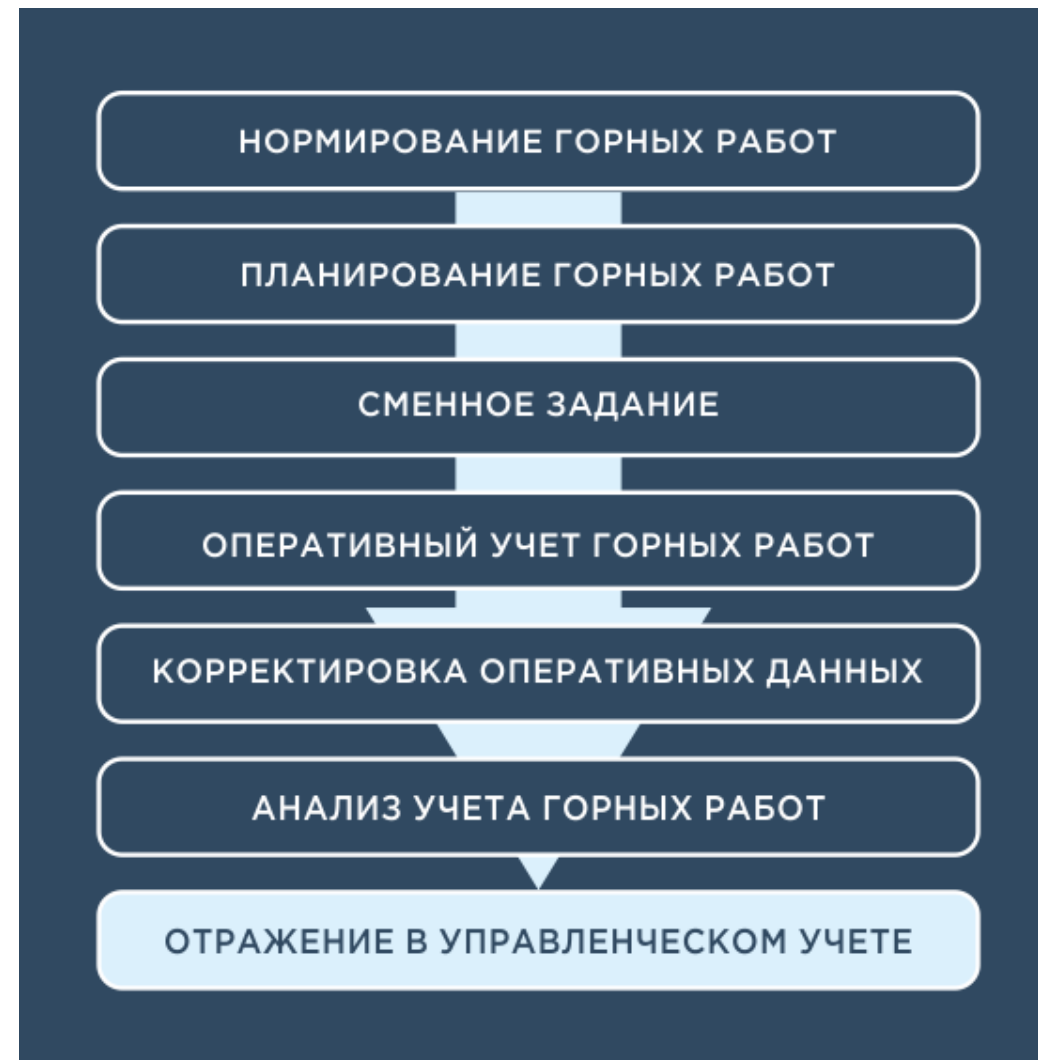 НОРМИРОВАНИЕ ГОРНЫХ РАБОТ
ПЛАНИРОВАНИЕ ГОРНЫХ РАБОТ
СМЕННОЕ ЗАДАНИЕ
ОПЕРАТИВНЫЙ УЧЕТ ГОРНЫХ РАБОТ
КОРРЕКТИРОВКА ОПЕРАТИВНЫХ ДАННЫХ
АНАЛИЗ УЧЕТА ГОРНЫХ РАБОТ
ОТРАЖЕНИЕ В УПРАВЛЕНЧЕСКОМ УЧЕТЕ